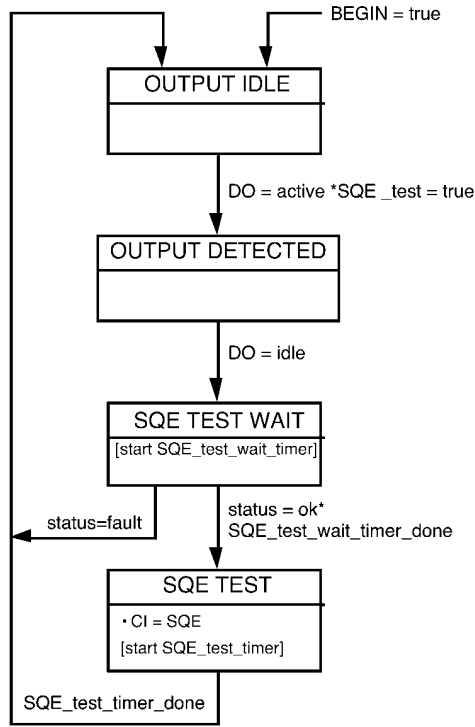 BEGIN = true
OUTPUT IDLE
DO = active *SQE _test = true
OUTPUT DETECTED
DO = idle
SQE TEST WAIT
[start SQE_test_wait_timer]
status=fault
status = ok*
SQE_test_wait_timer_done
SQE TEST
• CI = SQE
[start SQE_test_timer]
SQE_test_timer_done